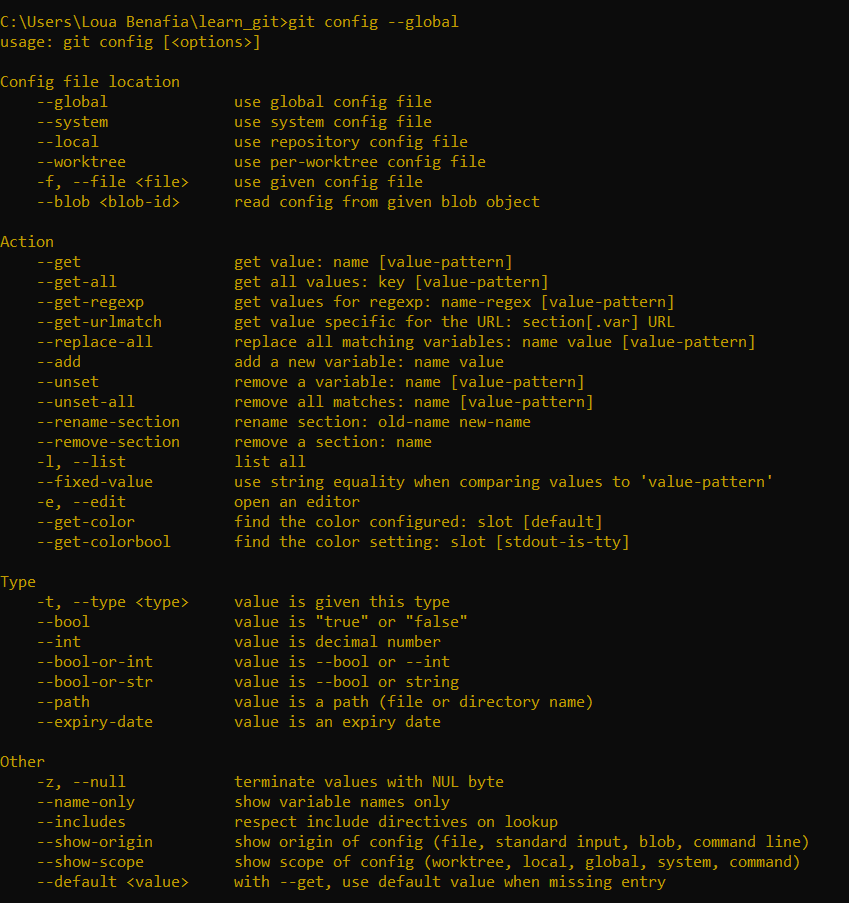 C:\Users\Loua Benafia\learn_git>git config --global
usage: git config [<options>]

Config file location
    --global              use global config file
    --system              use system config file
    --local               use repository config file
    --worktree            use per-worktree config file
    -f, --file <file>     use given config file
    --blob <blob-id>      read config from given blob object

Action
    --get                 get value: name [value-pattern]
    --get-all             get all values: key [value-pattern]
    --get-regexp          get values for regexp: name-regex [value-pattern]
    --get-urlmatch        get value specific for the URL: section[.var] URL
    --replace-all         replace all matching variables: name value [value-pattern]
    --add                 add a new variable: name value
    --unset               remove a variable: name [value-pattern]
    --unset-all           remove all matches: name [value-pattern]
    --rename-section      rename section: old-name new-name
    --remove-section      remove a section: name
    -l, --list            list all
    --fixed-value         use string equality when comparing values to 'value-pattern'
    -e, --edit            open an editor
    --get-color           find the color configured: slot [default]
    --get-colorbool       find the color setting: slot [stdout-is-tty]

Type
    -t, --type <type>     value is given this type
    --bool                value is "true" or "false"
    --int                 value is decimal number
    --bool-or-int         value is --bool or --int
    --bool-or-str         value is --bool or string
    --path                value is a path (file or directory name)
    --expiry-date         value is an expiry date

Other
    -z, --null            terminate values with NUL byte
    --name-only           show variable names only
    --includes            respect include directives on lookup
    --show-origin         show origin of config (file, standard input, blob, command line)
    --show-scope          show scope of config (worktree, local, global, system, command)
    --default <value>     with --get, use default value when missing entry